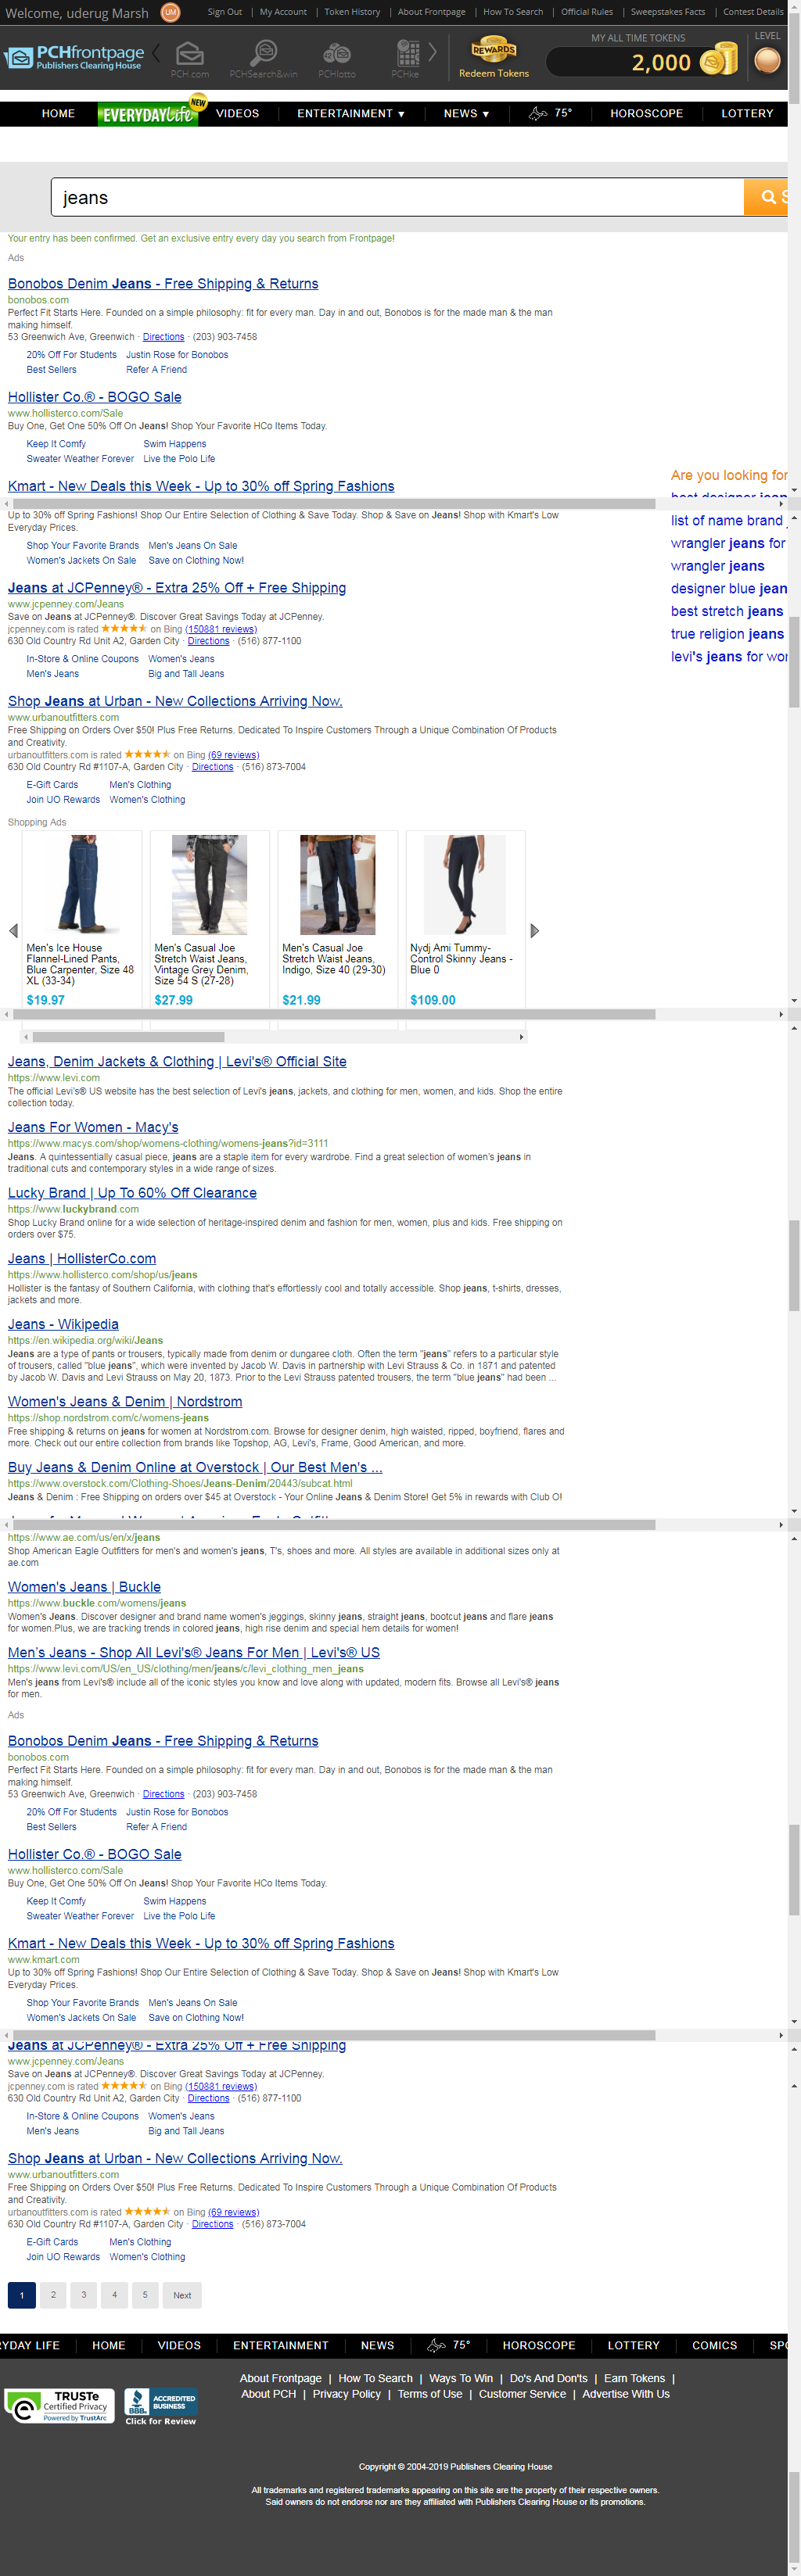 Welcome, uderug Marsh UM Sign Out | My Account | Token History | About Frontpage | How To Search | Official Rules | Sweepstakes Facts | Contest Details
PCHfrontpage
Publishers Clearing House
PCH.com PCHSearch&win PCHlotto PCHke
REWARDS
Redeem Tokens
MY ALL TIME TOKENS
2,000
LEVEL
HOME EVERYDAY Life NEW VIDEOS ENTERTAINMENT ▼ NEWS ▼ 75° HOROSCOPE LOTTERY
jeans
S
Your entry has been confirmed. Get an exclusive entry every day you search from Frontpage!
Ads
Bonobos Denim Jeans - Free Shipping & Returns
bonobos.com
Perfect Fit Starts Here. Founded on a simple philosophy: fit for every man. Day in and out, Bonobos is for the made man & the man
making himself.
53 Greenwich Ave, Greenwich · Directions · (203) 903-7458
20% Off For Students Justin Rose for Bonobos
Best Sellers Refer A Friend
Hollister Co.® - BOGO Sale
www.hollisterco.com/Sale
Buy One, Get One 50% Off On Jeans! Shop Your Favorite HCo Items Today.
Keep It Comfy Swim Happens
Sweater Weather Forever Live the Polo Life
Kmart - New Deals this Week - Up to 30% off Spring Fashions
Are you looking for
best designer jean
Up to 30% off Spring Fashions! Shop Our Entire Selection of Clothing & Save Today. Shop & Save on Jeans! Shop with Kmart's Low
Everyday Prices.
Shop Your Favorite Brands Men's Jeans On Sale
Women's Jackets On Sale Save on Clothing Now!
list of name brand
wrangler jeans for
wrangler jeans
designer blue jean
best stretch jeans
true religion jeans
levi's jeans for wor
Jeans at JCPenney® - Extra 25% Off + Free Shipping
www.jcpenney.com/Jeans
Save on Jeans at JCPenney®. Discover Great Savings Today at JCPenney.
jcpenney.com is rated ★★★★★ on Bing (150881 reviews)
630 Old Country Rd Unit A2, Garden City · Directions · (516) 877-1100
In-Store & Online Coupons Women's Jeans
Men's Jeans Big and Tall Jeans
Shop Jeans at Urban - New Collections Arriving Now.
www.urbanoutfitters.com
Free Shipping on Orders Over $50! Plus Free Returns. Dedicated To Inspire Customers Through a Unique Combination Of Products
and Creativity.
urbanoutfitters.com is rated ★★★★★ on Bing (69 reviews)
630 Old Country Rd #1107-A, Garden City · Directions · (516) 873-7004
E-Gift Cards Men's Clothing
Join UO Rewards Women's Clothing
Shopping Ads
Men's Ice House
Flannel-Lined Pants,
Blue Carpenter, Size 48
XL (33-34)
$19.97
Men's Casual Joe
Stretch Waist Jeans,
Vintage Grey Denim,
Size 54 S (27-28)
$27.99
Men's Casual Joe
Stretch Waist Jeans,
Indigo, Size 40 (29-30)
$21.99
Nydj Ami Tummy-
Control Skinny Jeans -
Blue 0
$109.00
Jeans, Denim Jackets & Clothing | Levi's® Official Site
https://www.levi.com
The official Levi's® US website has the best selection of Levi's jeans, jackets, and clothing for men, women, and kids. Shop the entire
collection today.
Jeans For Women - Macy's
https://www.macys.com/shop/womens-clothing/womens-jeans?id=3111
Jeans. A quintessentially casual piece, jeans are a staple item for every wardrobe. Find a great selection of women's jeans in
traditional cuts and contemporary styles in a wide range of sizes.
Lucky Brand | Up To 60% Off Clearance
https://www.luckybrand.com
Shop Lucky Brand online for a wide selection of heritage-inspired denim and fashion for men, women, plus and kids. Free shipping on
orders over $75.
Jeans | HollisterCo.com
https://www.hollisterco.com/shop/us/jeans
Hollister is the fantasy of Southern California, with clothing that's effortlessly cool and totally accessible. Shop jeans, t-shirts, dresses,
jackets and more.
Jeans - Wikipedia
https://en.wikipedia.org/wiki/Jeans
Jeans are a type of pants or trousers, typically made from denim or dungaree cloth. Often the term "jeans" refers to a particular style
of trousers, called "blue jeans", which were invented by Jacob W. Davis in partnership with Levi Strauss & Co. in 1871 and patented
by Jacob W. Davis and Levi Strauss on May 20, 1873. Prior to the Levi Strauss patented trousers, the term "blue jeans" had been ...
Women's Jeans & Denim | Nordstrom
https://shop.nordstrom.com/c/womens-jeans
Free shipping & returns on jeans for women at Nordstrom.com. Browse for designer denim, high waisted, ripped, boyfriend, flares and
more. Check out our entire collection from brands like Topshop, AG, Levi's, Frame, Good American, and more.
Buy Jeans & Denim Online at Overstock | Our Best Men's ...
https://www.overstock.com/Clothing-Shoes/Jeans-Denim/20443/subcat.html
Jeans & Denim : Free Shipping on orders over $45 at Overstock - Your Online Jeans & Denim Store! Get 5% in rewards with Club O!
https://www.ae.com/us/en/x/jeans
Shop American Eagle Outfitters for men's and women's jeans, T's, shoes and more. All styles are available in additional sizes only at
ae.com
Women's Jeans | Buckle
https://www.buckle.com/womens/jeans
Women's Jeans. Discover designer and brand name women's jeggings, skinny jeans, straight jeans, bootcut jeans and flare jeans
for women.Plus, we are tracking trends in colored jeans, high rise denim and special hem details for women!
Men's Jeans - Shop All Levi's® Jeans For Men | Levi's® US
https://www.levi.com/US/en_US/clothing/men/jeans/c/levi_clothing_men_jeans
Men's jeans from Levi's® include all of the iconic styles you know and love along with updated, modern fits. Browse all Levi's® jeans
for men.
Ads
Bonobos Denim Jeans - Free Shipping & Returns
bonobos.com
Perfect Fit Starts Here. Founded on a simple philosophy: fit for every man. Day in and out, Bonobos is for the made man & the man
making himself.
53 Greenwich Ave, Greenwich · Directions · (203) 903-7458
20% Off For Students Justin Rose for Bonobos
Best Sellers Refer A Friend
Hollister Co.® - BOGO Sale
www.hollisterco.com/Sale
Buy One, Get One 50% Off On Jeans! Shop Your Favorite HCo Items Today.
Keep It Comfy Swim Happens
Sweater Weather Forever Live the Polo Life
Kmart - New Deals this Week - Up to 30% off Spring Fashions
www.kmart.com
Up to 30% off Spring Fashions! Shop Our Entire Selection of Clothing & Save Today. Shop & Save on Jeans! Shop with Kmart's Low
Everyday Prices.
Shop Your Favorite Brands Men's Jeans On Sale
Women's Jackets On Sale Save on Clothing Now!
Jeans at JCPenney® - Extra 25% Off + Free Shipping
www.jcpenney.com/Jeans
Save on Jeans at JCPenney®. Discover Great Savings Today at JCPenney.
jcpenney.com is rated ★★★★★ on Bing (150881 reviews)
630 Old Country Rd Unit A2, Garden City · Directions · (516) 877-1100
In-Store & Online Coupons Women's Jeans
Men's Jeans Big and Tall Jeans
Shop Jeans at Urban - New Collections Arriving Now.
www.urbanoutfitters.com
Free Shipping on Orders Over $50! Plus Free Returns. Dedicated To Inspire Customers Through a Unique Combination Of Products
and Creativity.
urbanoutfitters.com is rated ★★★★★ on Bing (69 reviews)
630 Old Country Rd #1107-A, Garden City · Directions · (516) 873-7004
E-Gift Cards Men's Clothing
Join UO Rewards Women's Clothing
1 2 3 4 5 Next
RYDAY LIFE HOME VIDEOS ENTERTAINMENT NEWS 75° HOROSCOPE LOTTERY COMICS SPO
About Frontpage | How To Search | Ways To Win | Do's And Don'ts | Earn Tokens |
About PCH | Privacy Policy | Terms of Use | Customer Service | Advertise With Us
TRUSTe
Certified Privacy
Powered by TrustArc
BBB
ACCREDITED
BUSINESS
Click for Review
Copyright © 2004-2019 Publishers Clearing House
All trademarks and registered trademarks appearing on this site are the property of their respective owners.
Said owners do not endorse nor are they affiliated with Publishers Clearing House or its promotions.